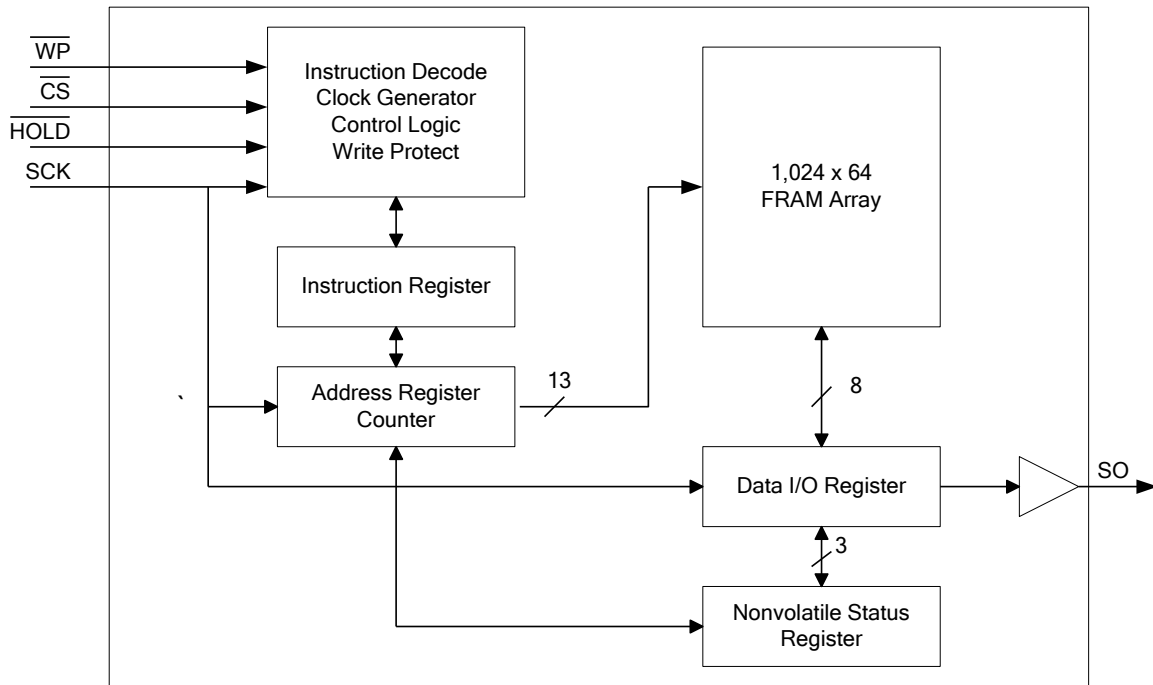 WP
CS
HOLD
SCK
Instruction Decode
Clock Generator
Control Logic
Write Protect
1,024 x 64
FRAM Array
Instruction Register
Address Register
Counter
13
8
`
Data I/O Register
SO
3
Nonvolatile Status
Register